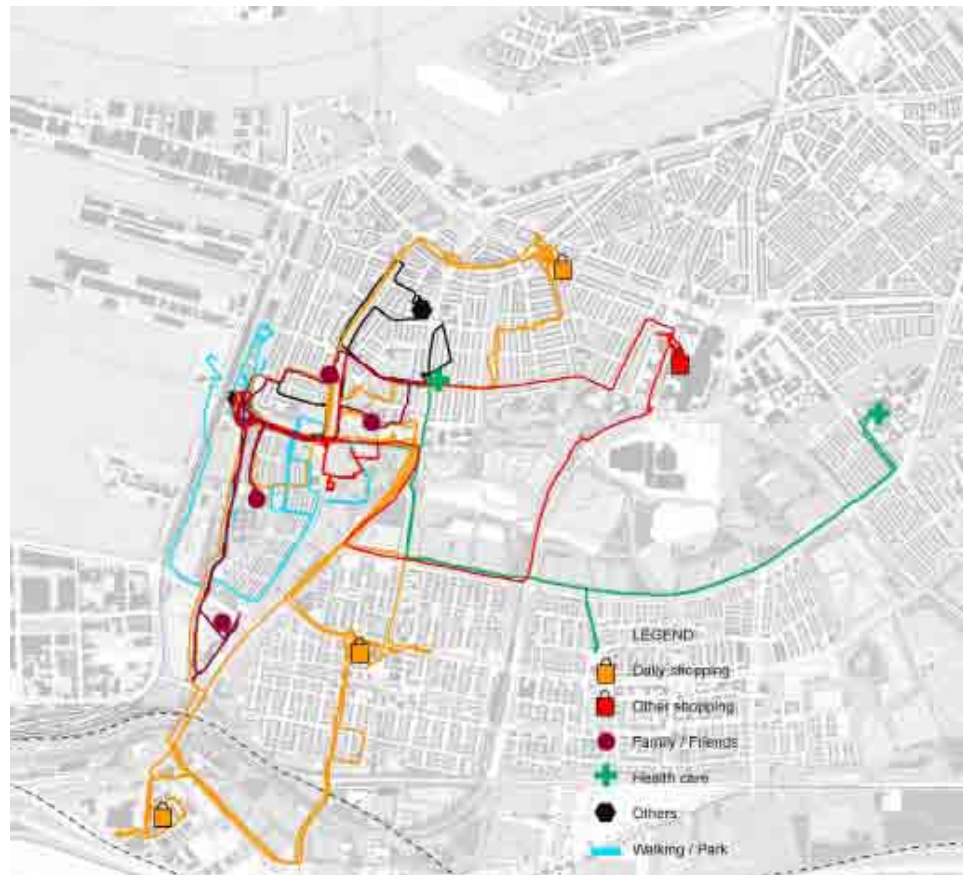 LEGEND
Daily shopping
Other shopping
Family / Friends
Health care
Others
Walking / Park